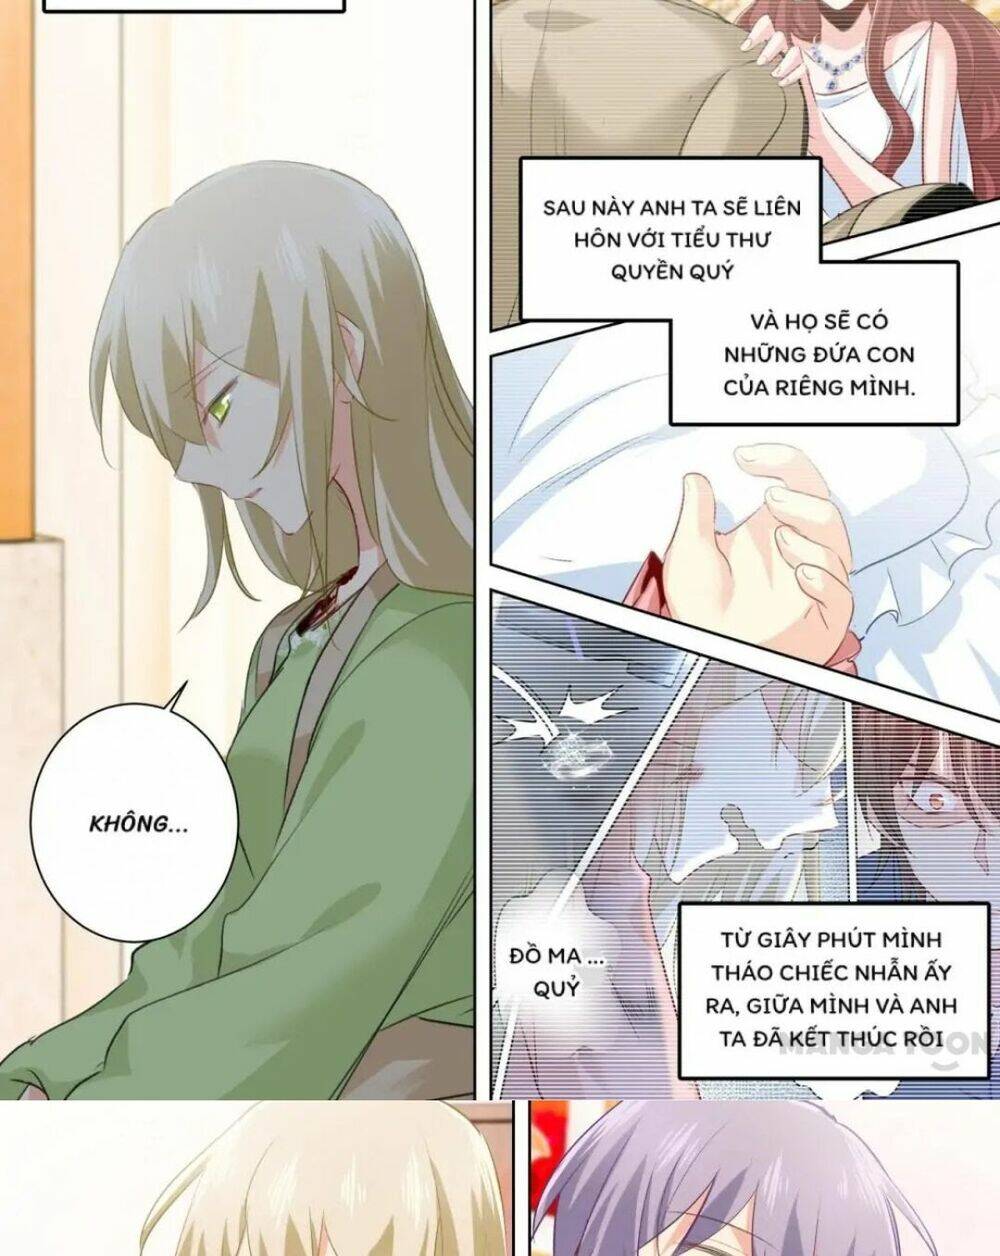 SAU NÀY ANH TA SẼ LIÊN
HÔN VỚI TIỂU THƯ
QUYỀN QUÝ
VÀ HỌ SẼ CÓ
NHỮNG ĐỨA CON
CỦA RIÊNG MÌNH.
KHÔNG...
ĐỒ MA ...
QUỶ
TỪ GIÂY PHÚT MÌNH
THÁO CHIẾC NHẪN ẤY
RA, GIỮA MÌNH VÀ ANH
TA ĐÃ KẾT THÚC RỒI
MANGA TOON